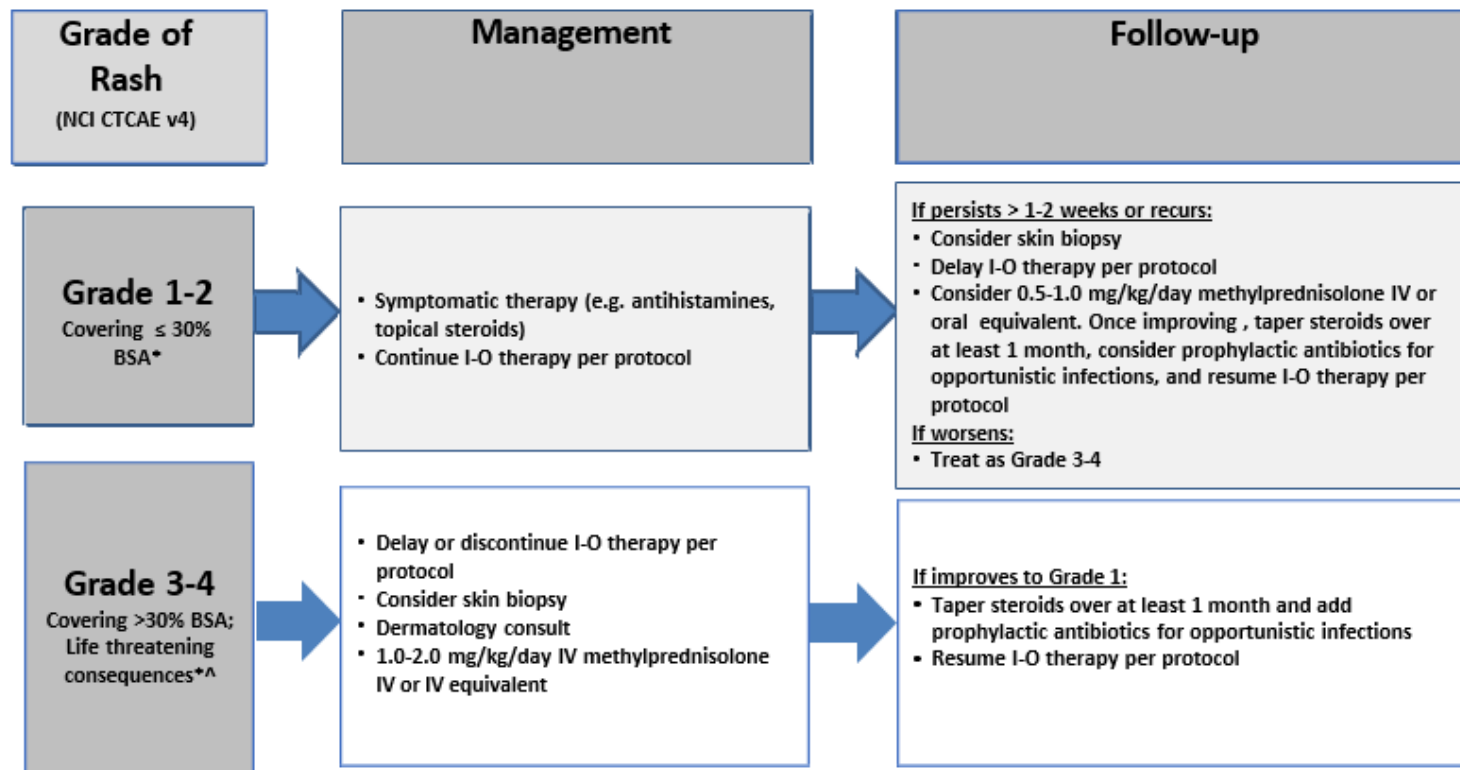 Grade of
Rash
(NCI CTCAE v4)
Management
Follow-up
Grade 1-2
Covering ≤ 30%
BSA*
• Symptomatic therapy (e.g. antihistamines,
topical steroids)
• Continue I-O therapy per protocol
If persists > 1-2 weeks or recurs:
• Consider skin biopsy
• Delay I-O therapy per protocol
• Consider 0.5-1.0 mg/kg/day methylprednisolone IV or
oral equivalent. Once improving , taper steroids over
at least 1 month, consider prophylactic antibiotics for
opportunistic infections, and resume I-O therapy per
protocol
If worsens:
• Treat as Grade 3-4
Grade 3-4
Covering >30% BSA;
Life threatening
consequences*^
• Delay or discontinue I-O therapy per
protocol
• Consider skin biopsy
• Dermatology consult
• 1.0-2.0 mg/kg/day IV methylprednisolone
IV or IV equivalent
If improves to Grade 1:
• Taper steroids over at least 1 month and add
prophylactic antibiotics for opportunistic infections
• Resume I-O therapy per protocol